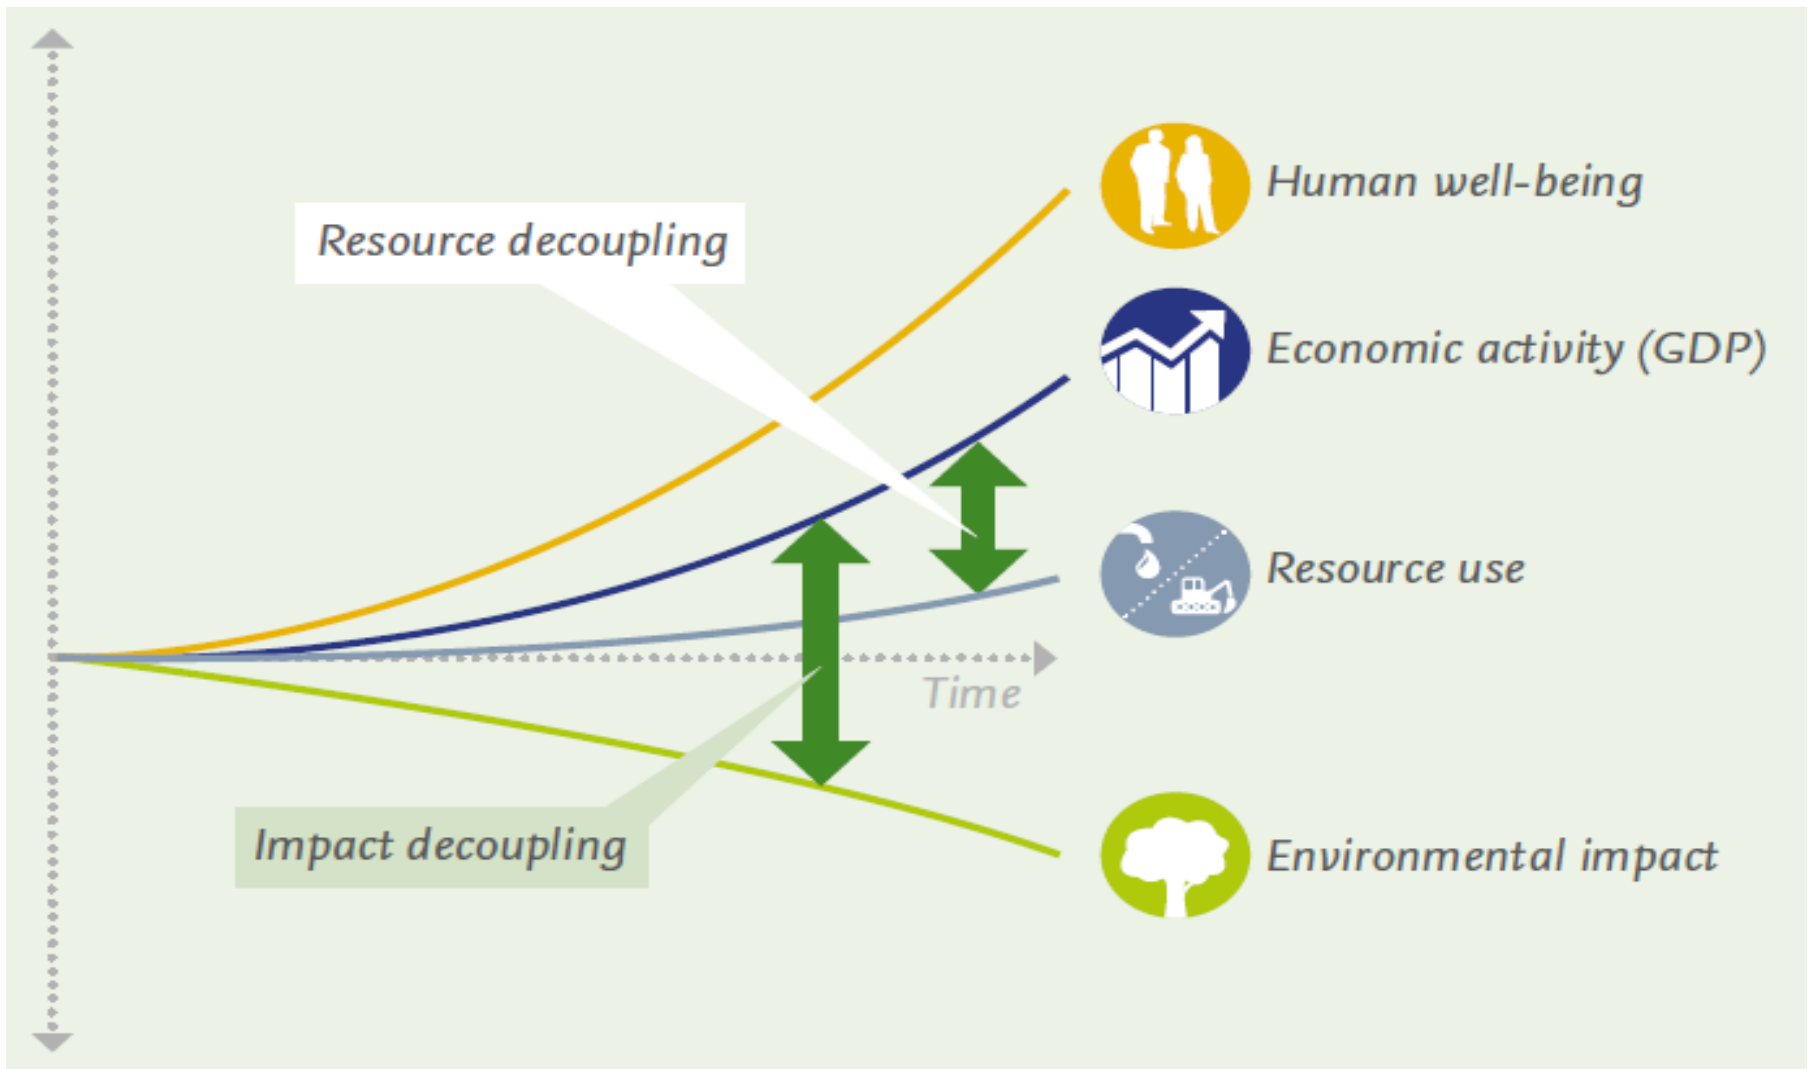 Human well-being
Resource decoupling
Economic activity (GDP)
Resource use
Time
Impact decoupling
Environmental impact